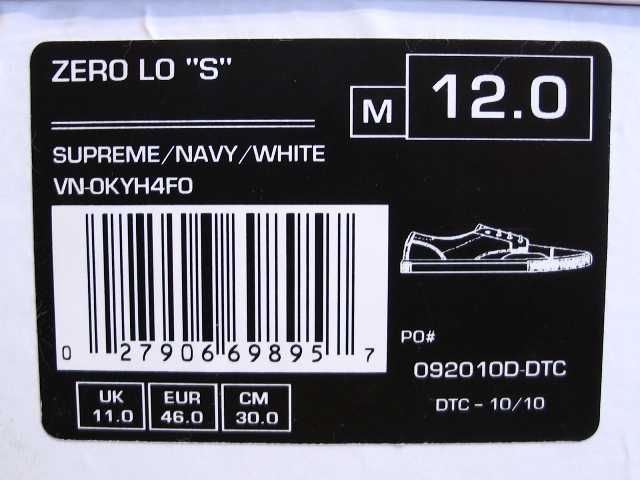 ZERO LO "S"
M 12.0
SUPREME/NAVY/WHITE
VN-0KYH4F0
0 27906 69895 7
PO#
092010D-DTC
DTC - 10/10
UK EUR CM
11.0 46.0 30.0